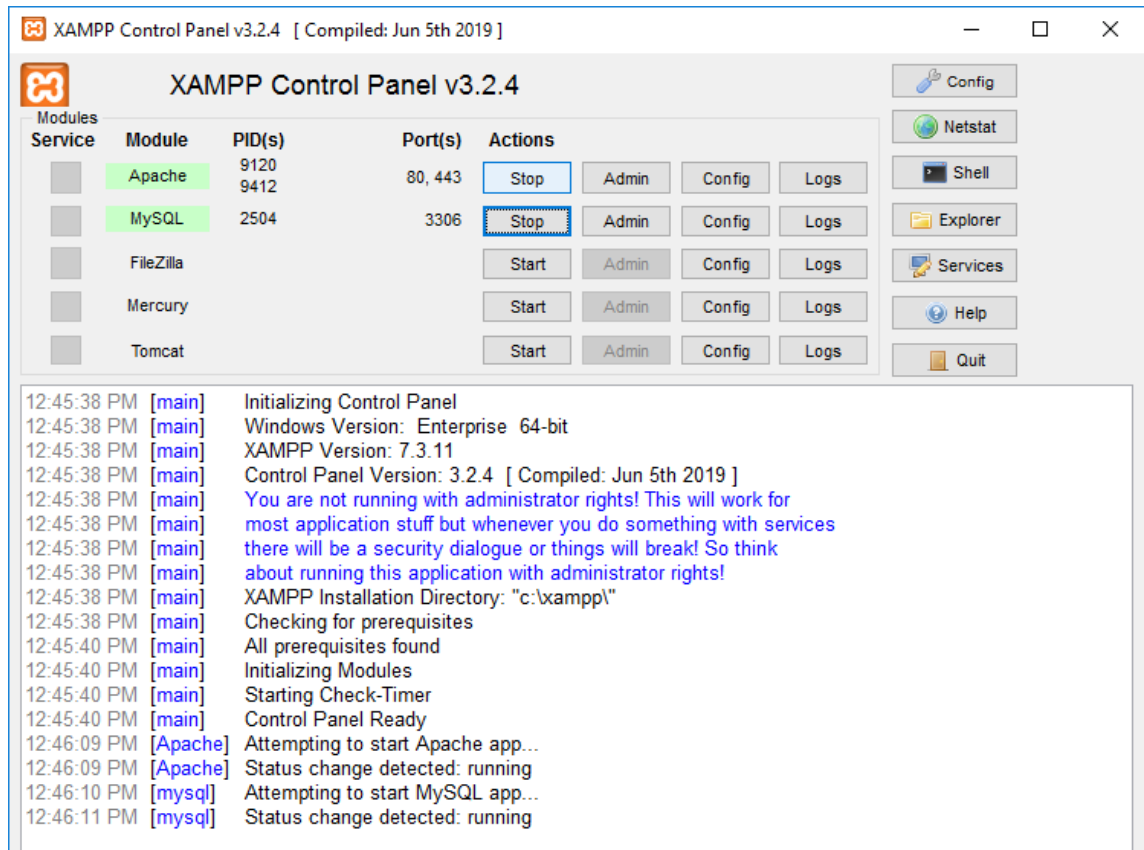 XAMPP Control Panel v3.2.4 [ Compiled: Jun 5th 2019 ]
XAMPP Control Panel v3.2.4
Config
Modules
Service Module PID(s) Port(s) Actions
Netstat
Apache 9120 80, 443 Stop Admin Config Logs
9412
Shell
MySQL 2504 3306 Stop Admin Config Logs
Explorer
FileZilla Start Admin Config Logs
Services
Mercury Start Admin Config Logs
Help
Tomcat Start Admin Config Logs
Quit
12:45:38 PM [main] Initializing Control Panel
12:45:38 PM [main] Windows Version: Enterprise 64-bit
12:45:38 PM [main] XAMPP Version: 7.3.11
12:45:38 PM [main] Control Panel Version: 3.2.4 [ Compiled: Jun 5th 2019 ]
12:45:38 PM [main] You are not running with administrator rights! This will work for
12:45:38 PM [main] most application stuff but whenever you do something with services
12:45:38 PM [main] there will be a security dialogue or things will break! So think
12:45:38 PM [main] about running this application with administrator rights!
12:45:38 PM [main] XAMPP Installation Directory: "c:\xampp\"
12:45:38 PM [main] Checking for prerequisites
12:45:40 PM [main] All prerequisites found
12:45:40 PM [main] Initializing Modules
12:45:40 PM [main] Starting Check-Timer
12:45:40 PM [main] Control Panel Ready
12:46:09 PM [Apache] Attempting to start Apache app...
12:46:09 PM [Apache] Status change detected: running
12:46:10 PM [mysql] Attempting to start MySQL app...
12:46:11 PM [mysql] Status change detected: running